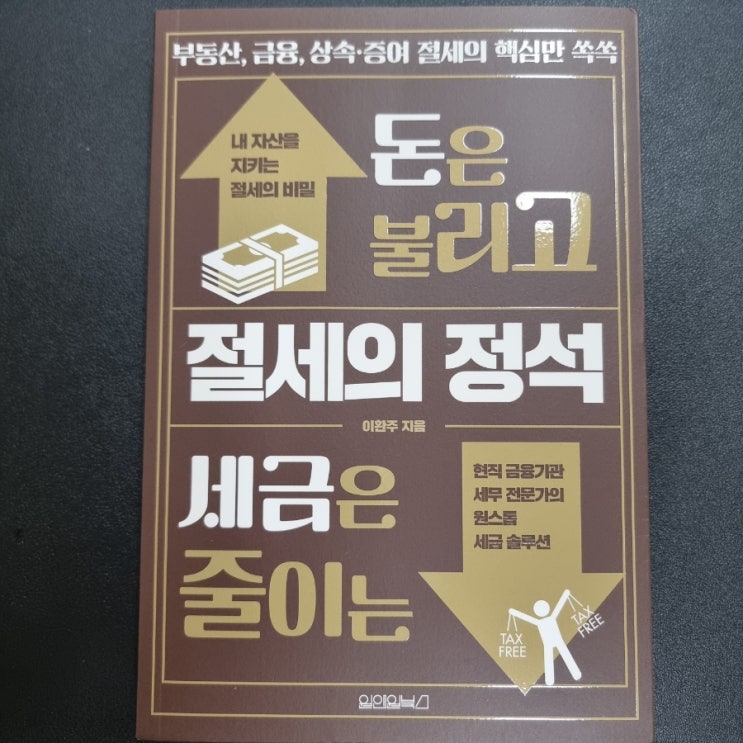 부동산, 금융, 상속·증여 절세의 핵심만 쏙쏙
내 자산을
지키는
절세의 비밀
돈은
불리고
절세의 정석
이환주 지음
세금은
줄이는
현직 금융기관
세무 전문가의
원스톱
세금 솔루션
TAX
FREE
TAX
FREE
원앤원북스